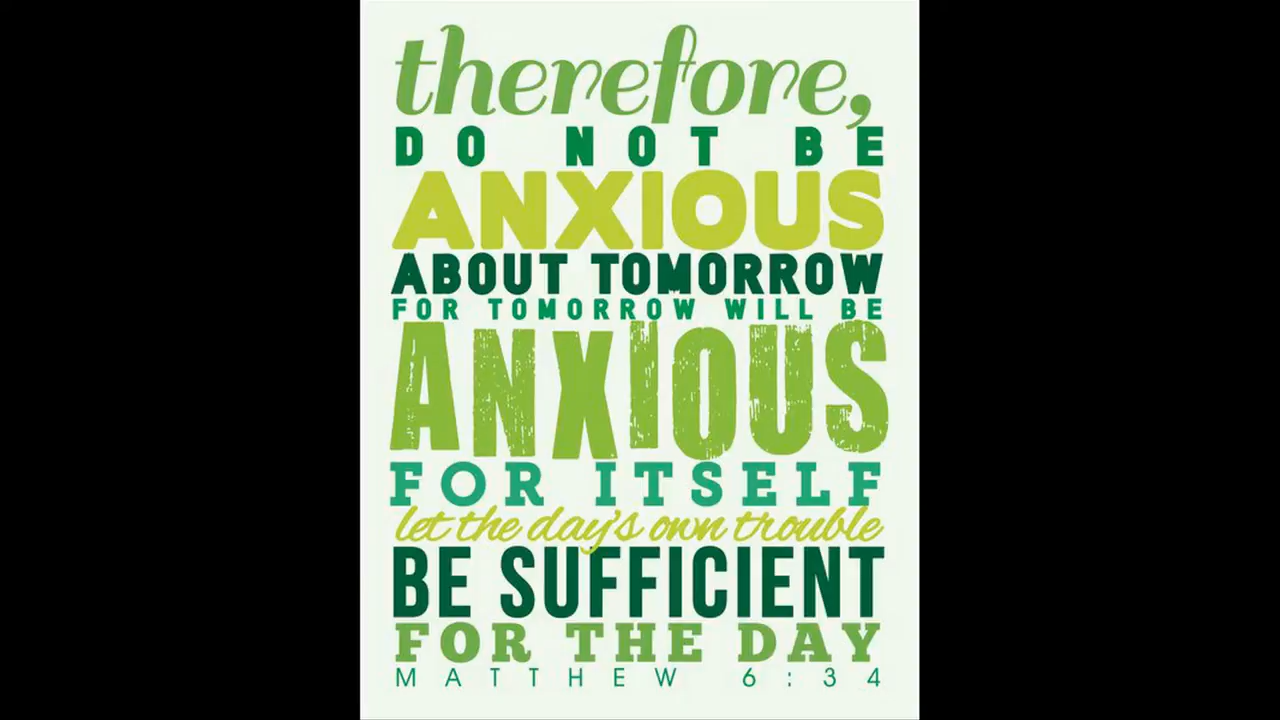 therefore,
DO NOT BE
ANXIOUS
ABOUT TOMORROW
FOR TOMORROW WILL BE
ANXIOUS
FOR ITSELF
let the day's own trouble
BE SUFFICIENT
FOR THE DAY
MATTHEW 6:34